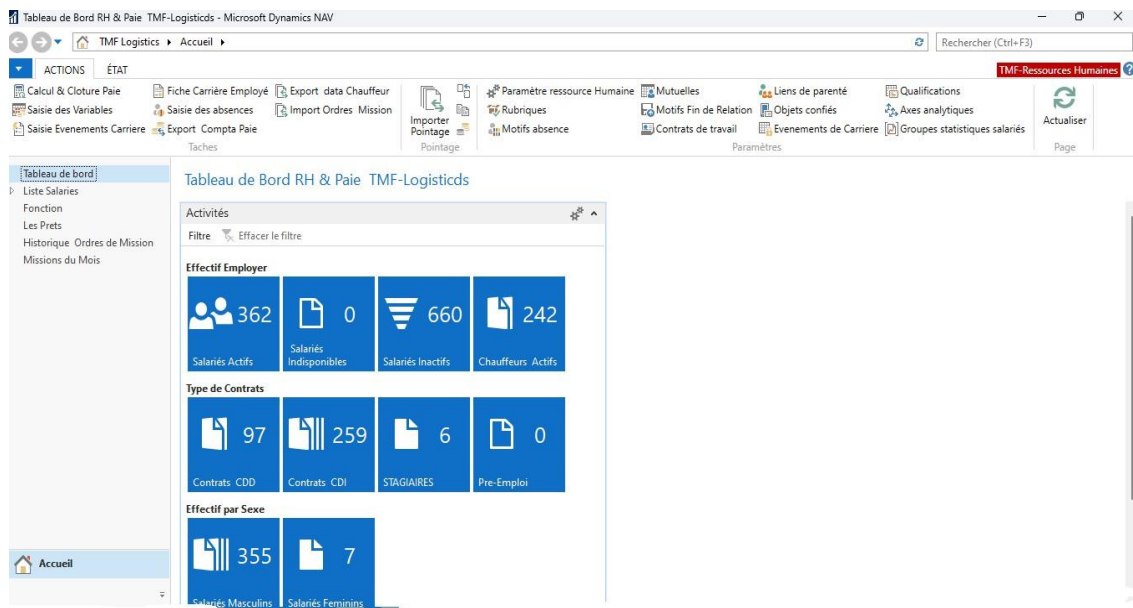 Tableau de Bord RH & Paie TMF-Logisticds - Microsoft Dynamics NAV
TMF Logistics Accueil
Rechercher (Ctrl+F3)
ACTIONS ÉTAT
TMF-Ressources Humaines
Calcul & Cloture Paie Fiche Carrière Employé Export data Chauffeur
Saisie des Variables Saisie des absences Import Ordres Mission
Saisie Evenements Carriere Export Compta Paie
Taches
Importer
Pointage
Pointage
Paramètre ressource Humaine Mutuelles Liens de parenté Qualifications
Rubriques Motifs Fin de Relation Objets confiés Axes analytiques
Motifs absence Contrats de travail Evenements de Carriere Groupes statistiques salariés
Paramètres
Actualiser
Page
Tableau de bord
Liste Salaries
Fonction
Les Prets
Historique Ordres de Mission
Missions du Mois
Accueil
Tableau de Bord RH & Paie TMF-Logisticds
Activités
Filtre Effacer le filtre
Effectif Employer
362 0 660 242
Salariés Actifs Salariés Indisponibles Salariés Inactifs Chauffeurs Actifs
Type de Contrats
97 259 6 0
Contrats CDD Contrats CDI STAGIAIRES Pre-Emploi
Effectif par Sexe
355 7
Salariés Masculins Salariés Feminins